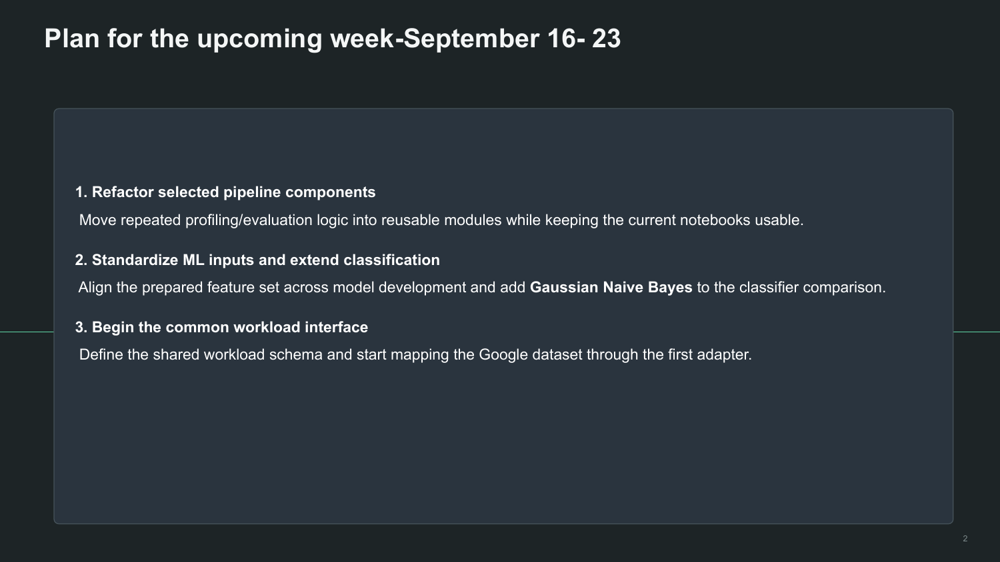 Plan for the upcoming week-September 16- 23
1. Refactor selected pipeline components
Move repeated profiling/evaluation logic into reusable modules while keeping the current notebooks usable.
2. Standardize ML inputs and extend classification
Align the prepared feature set across model development and add Gaussian Naive Bayes to the classifier comparison.
3. Begin the common workload interface
Define the shared workload schema and start mapping the Google dataset through the first adapter.
2